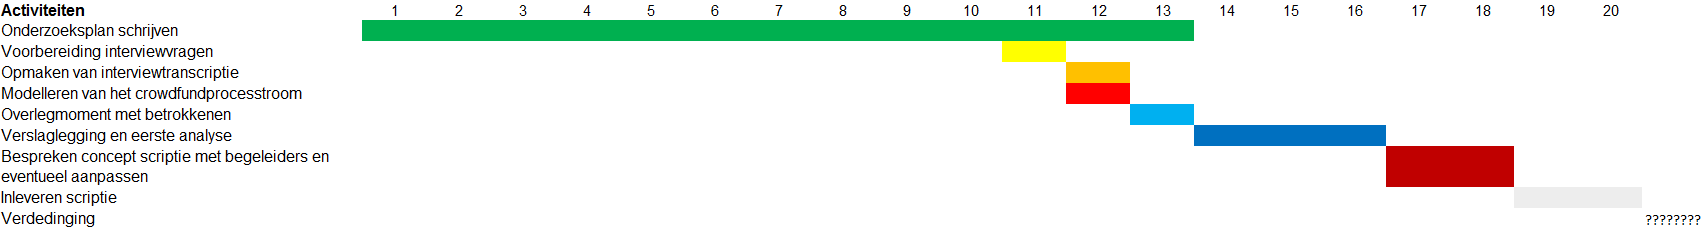 Activiteiten 1 2 3 4 5 6 7 8 9 10 11 12 13 14 15 16 17 18 19 20
Onderzoeksplan schrijven
Voorbereiding interviewvragen
Opmaken van interviewtranscriptie
Modelleren van het crowdfundprocesstroom
Overlegmoment met betrokkenen
Verslaglegging en eerste analyse
Bespreken concept scriptie met begeleiders en
eventueel aanpassen
Inleveren scriptie
Verdedinging ????????